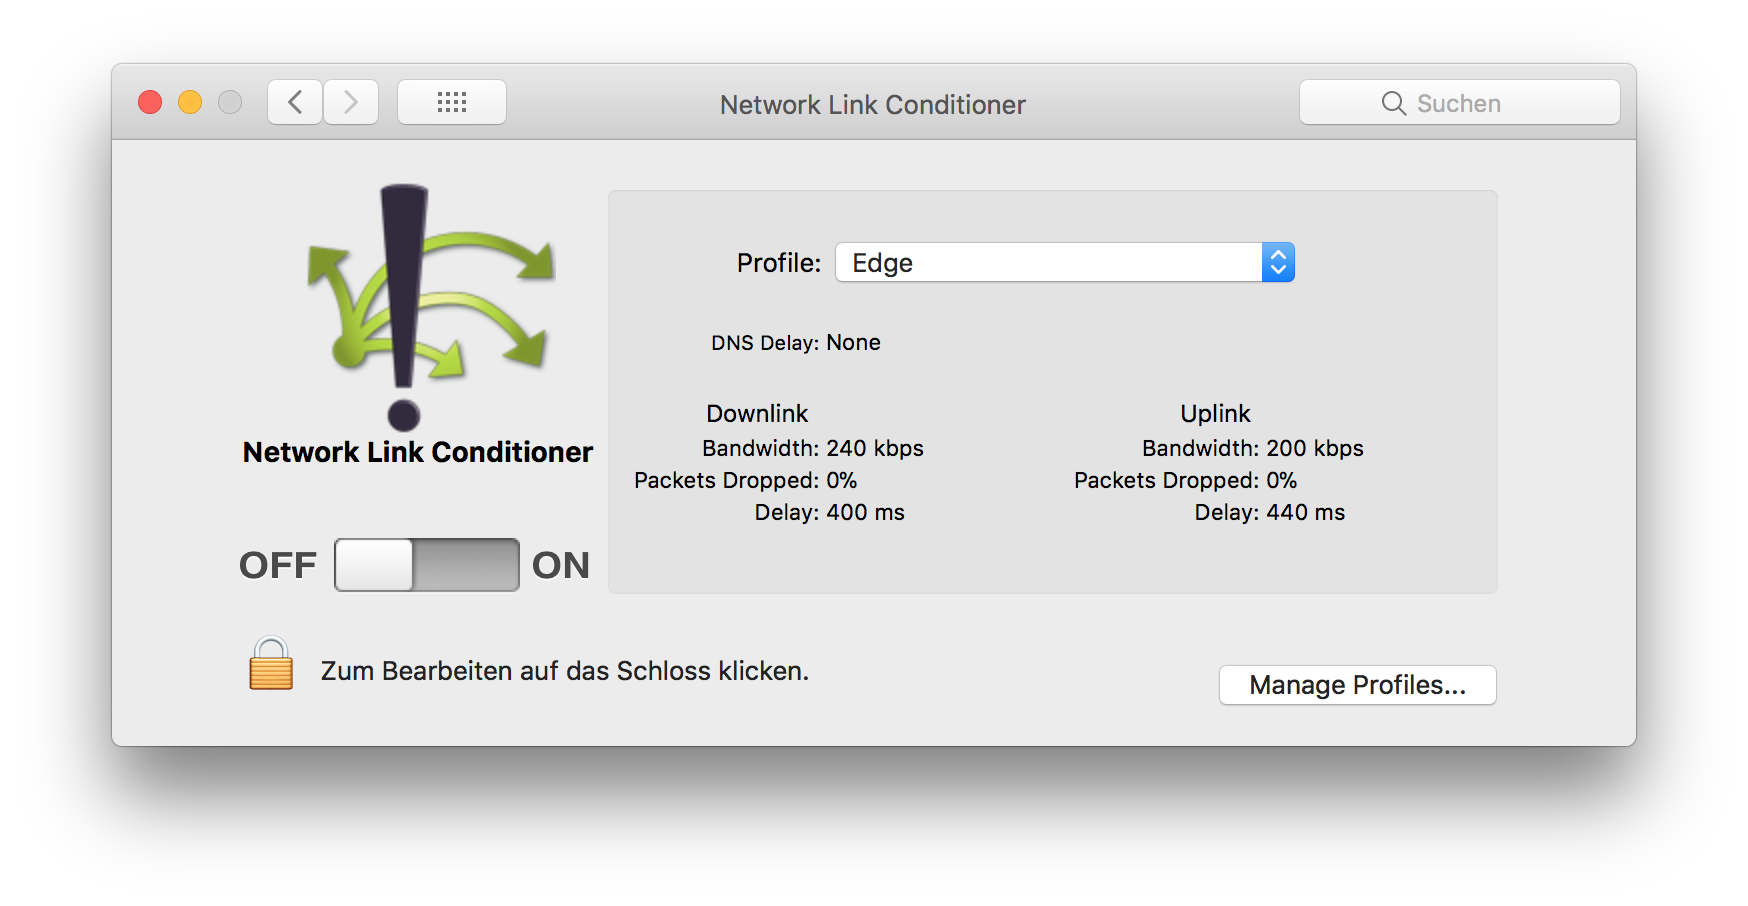 Network Link Conditioner
Suchen
Network Link Conditioner
OFF ON
Profile: Edge
DNS Delay: None
Downlink
Bandwidth: 240 kbps
Packets Dropped: 0%
Delay: 400 ms
Uplink
Bandwidth: 200 kbps
Packets Dropped: 0%
Delay: 440 ms
Zum Bearbeiten auf das Schloss klicken.
Manage Profiles...